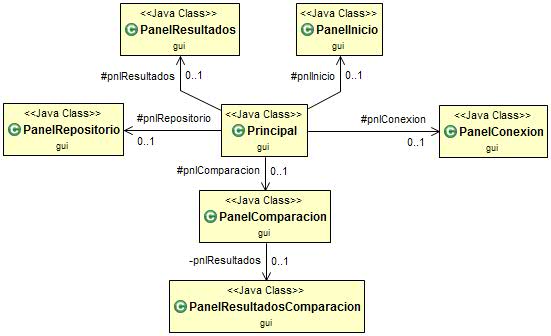 <<Java Class>>
PanelResultados
gui
<<Java Class>>
PanelInicio
gui
#pnlResultados
0..1
#pnlInicio
0..1
<<Java Class>>
PanelRepositorio
gui
#pnlRepositorio
0..1
<<Java Class>>
Principal
gui
#pnlConexion
0..1
<<Java Class>>
PanelConexion
gui
#pnlComparacion
0..1
<<Java Class>>
PanelComparacion
gui
-pnlResultados
0..1
<<Java Class>>
PanelResultadosComparacion
gui